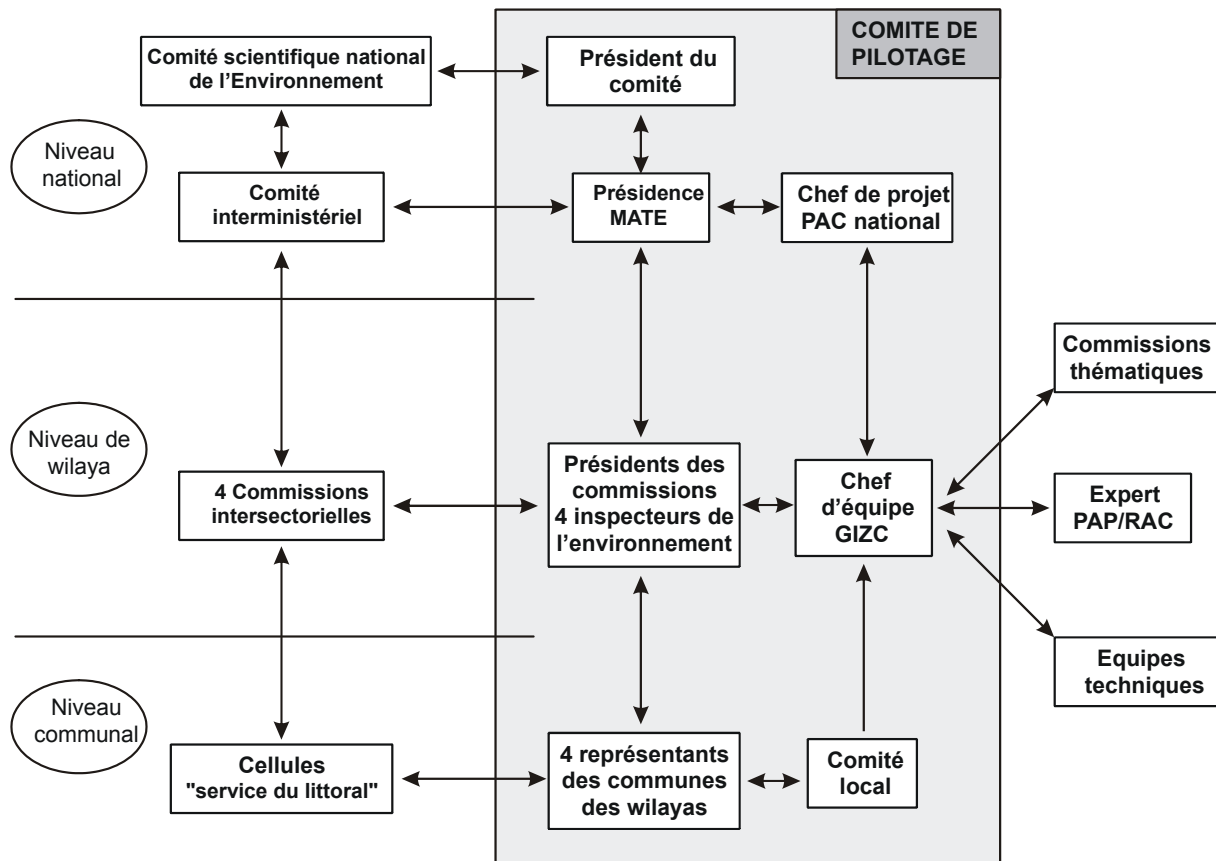 COMITE DE
PILOTAGE
Comité scientifique national
de l’Environnement
Président du
comité
Niveau
national
Comité
interministériel
Présidence
MATE
Chef de projet
PAC national
Commissions
thématiques
Niveau de
wilaya
4 Commissions
intersectorielles
Présidents des
commissions
4 inspecteurs de
l’environnement
Chef
d’équipe
GIZC
Expert
PAP/RAC
Equipes
techniques
Niveau
communal
Cellules
"service du littoral"
4 représentants
des communes
des wilayas
Comité
local